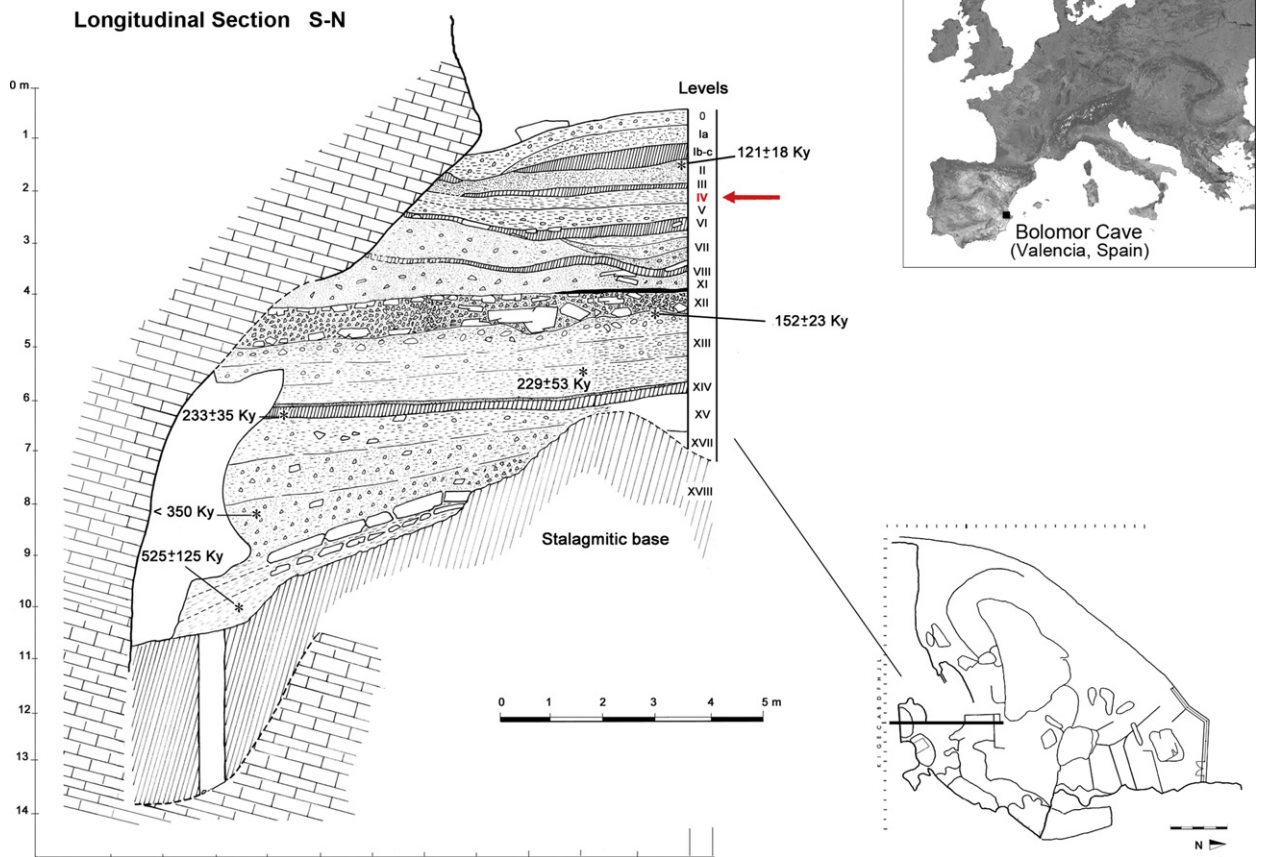 Longitudinal Section S-N
0 m
1
2
3
4
5
6
7
8
9
10
11
12
13
14
Levels
0
Ia
Ib-c
II
III
IV
V
VI
VII
VIII
XI
XII
XIII
XIV
XV
XVII
XVIII
121±18 Ky
152±23 Ky
229±53 Ky
233±35 Ky
< 350 Ky
525±125 Ky
Stalagmitic base
0 1 2 3 4 5 m
Bolomor Cave
(Valencia, Spain)
N